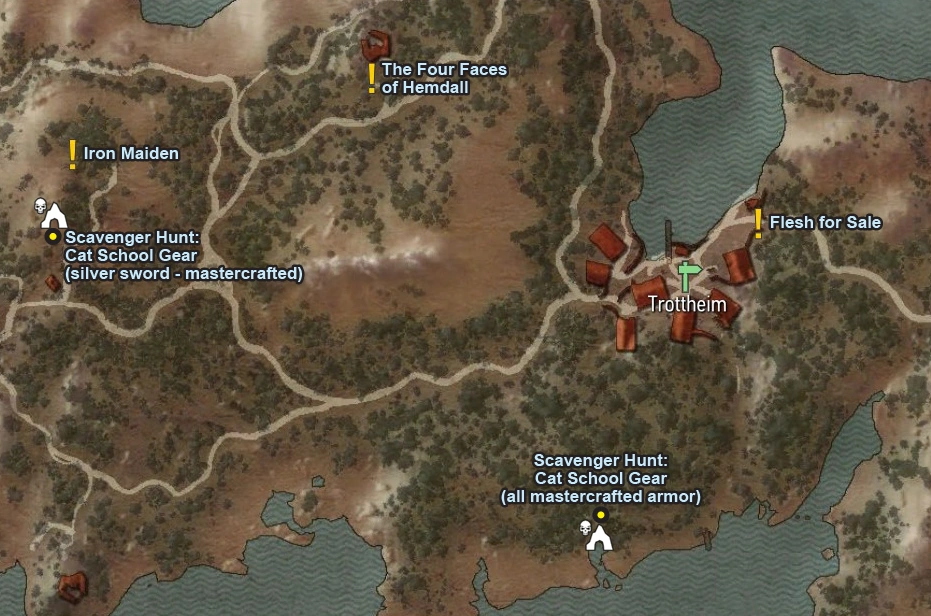 The Four Faces
of Hemdall
Iron Maiden
Flesh for Sale
Scavenger Hunt:
Cat School Gear
(silver sword - mastercrafted)
Trottheim
Scavenger Hunt:
Cat School Gear
(all mastercrafted armor)